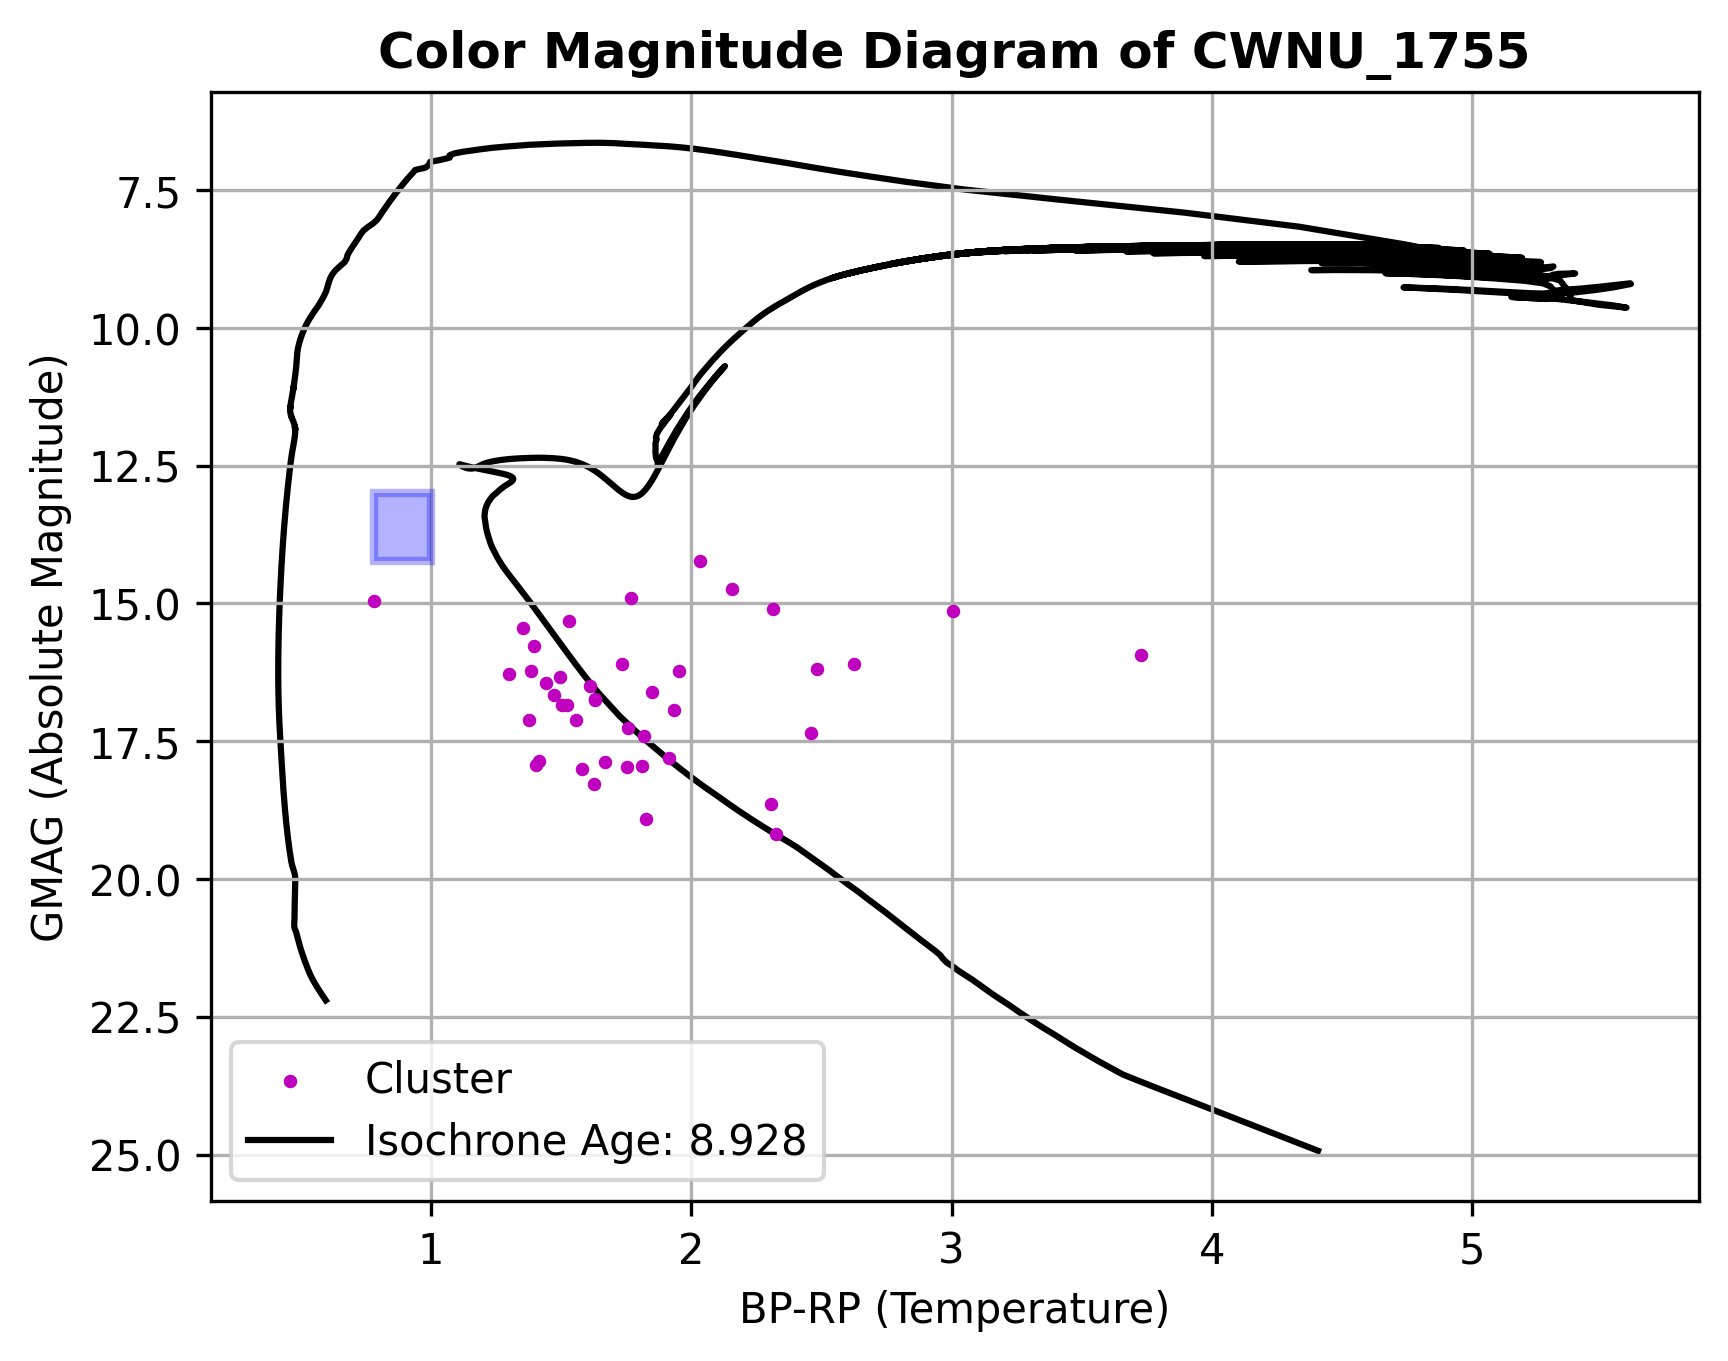 Color Magnitude Diagram of CWNU_1755
GMAG (Absolute Magnitude)
7.5
10.0
12.5
15.0
17.5
20.0
22.5
25.0
Cluster
Isochrone Age: 8.928
1 2 3 4 5
BP-RP (Temperature)